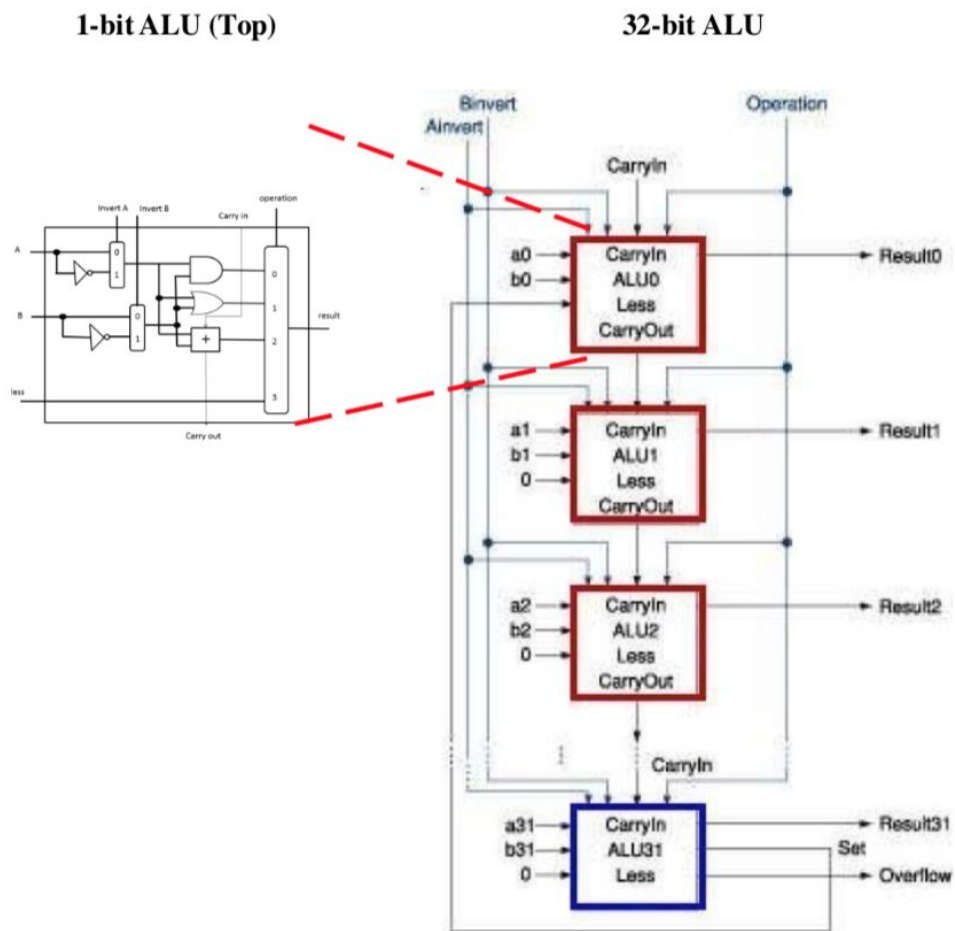 1-bit ALU (Top)
32-bit ALU
Binvert
Ainvert
Operation
CarryIn
operation
Invert A
Invert B
Carry in
A
0
1
0
B
0
1
1
+
2
result
less
3
Carry out
a0
b0
CarryIn
ALU0
Less
CarryOut
Result0
a1
b1
0
CarryIn
ALU1
Less
CarryOut
Result1
a2
b2
0
CarryIn
ALU2
Less
CarryOut
Result2
CarryIn
a31
b31
0
CarryIn
ALU31
Less
Result31
Set
Overflow